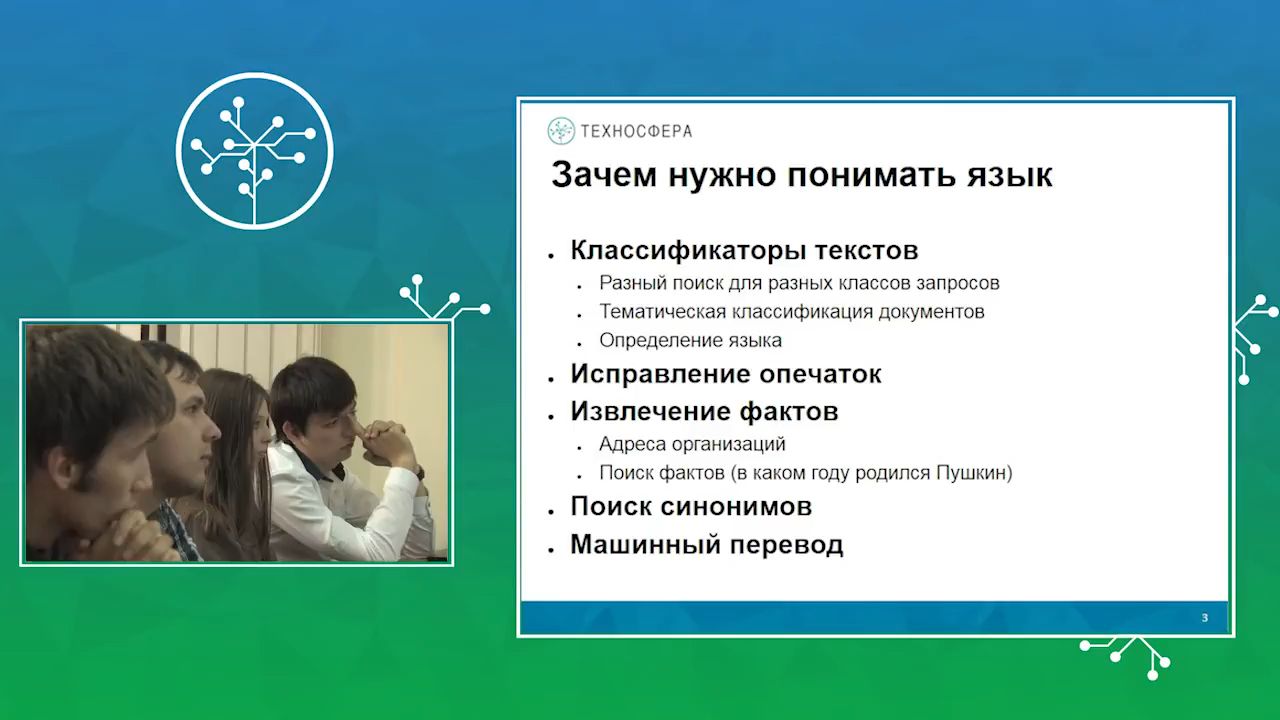 ТЕХНОСФЕРА
Зачем нужно понимать язык
Классификаторы текстов
Разный поиск для разных классов запросов
Тематическая классификация документов
Определение языка
Исправление опечаток
Извлечение фактов
Адреса организаций
Поиск фактов (в каком году родился Пушкин)
Поиск синонимов
Машинный перевод
3